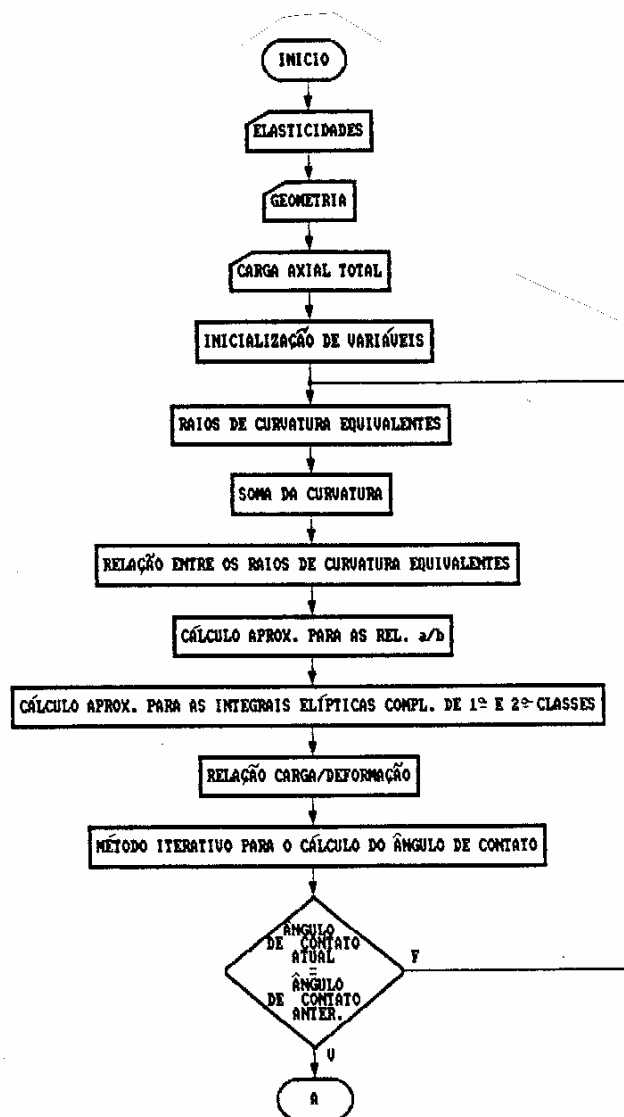 INICIO
ELASTICIDADES
GEOMETRIA
CARGA AXIAL TOTAL
INICIALIZAÇÃO DE VARIÁVEIS
RAIOS DE CURVATURA EQUIVALENTES
SOMA DA CURVATURA
RELAÇÃO ENTRE OS RAIOS DE CURVATURA EQUIVALENTES
CÁLCULO APROX. PARA AS REL. a/b
CÁLCULO APROX. PARA AS INTEGRAIS ELÍPTICAS COMPL. DE 1ª E 2ª CLASSES
RELAÇÃO CARGA/DEFORMAÇÃO
MÉTODO ITERATIVO PARA O CÁLCULO DO ÂNGULO DE CONTATO
ÂNGULO
DE CONTATO
ATUAL
=
ÂNGULO
DE CONTATO
ANTER.
F
V
A